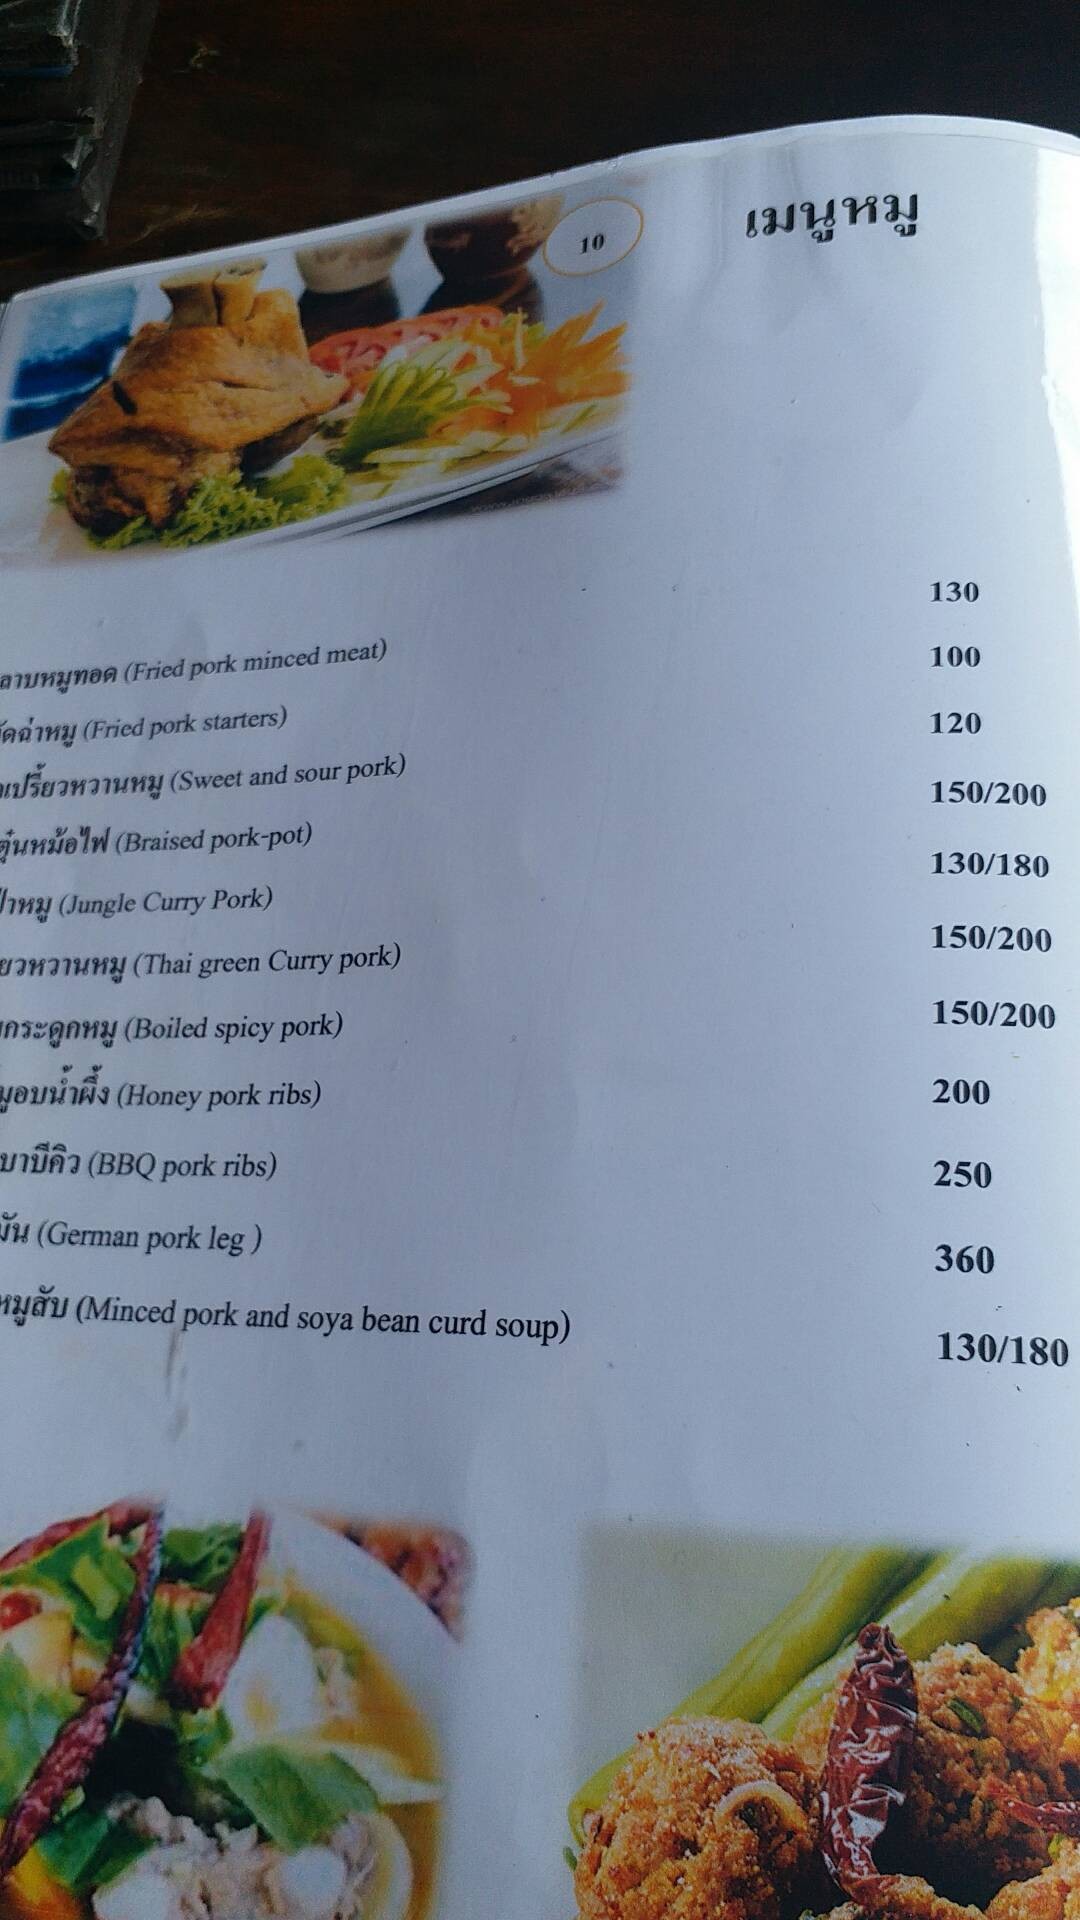 10
เมนูหมู
ลาบหมูทอด (Fried pork minced meat) 130
ผัดฉ่าหมู (Fried pork starters) 100
เปรี้ยวหวานหมู (Sweet and sour pork) 120
ตุ๋นหม้อไฟ (Braised pork-pot) 150/200
ป่าหมู (Jungle Curry Pork) 130/180
ยวหวานหมู (Thai green Curry pork) 150/200
กระดูกหมู (Boiled spicy pork) 150/200
มูอบน้ำผึ้ง (Honey pork ribs) 200
บาบีคิว (BBQ pork ribs) 250
มัน (German pork leg ) 360
หมูสับ (Minced pork and soya bean curd soup) 130/180